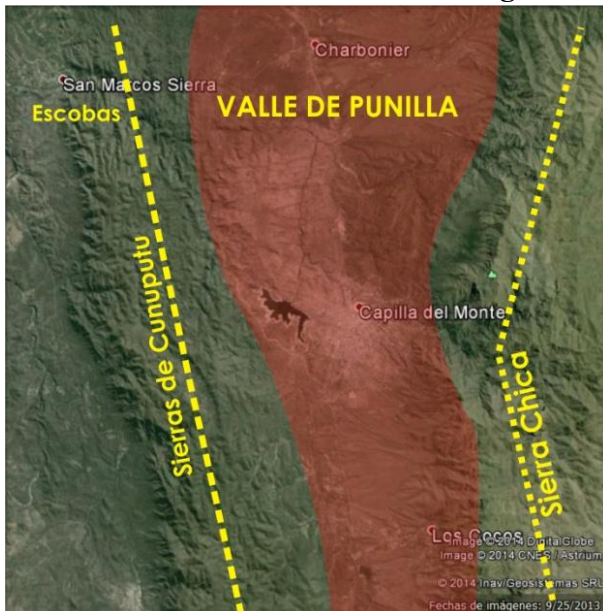 Charbonier
San Marcos Sierra
VALLE DE PUNILLA
Escobas
Sierras de Cunuputu
Capilla del Monte
Sierra Chica
Los Cocos
Image © 2014 DigitalGlobe
Image © 2014 CNES / Astrium
© 2014 Inav/Geosistemas SRL
Fechas de imágenes: 9/25/2013